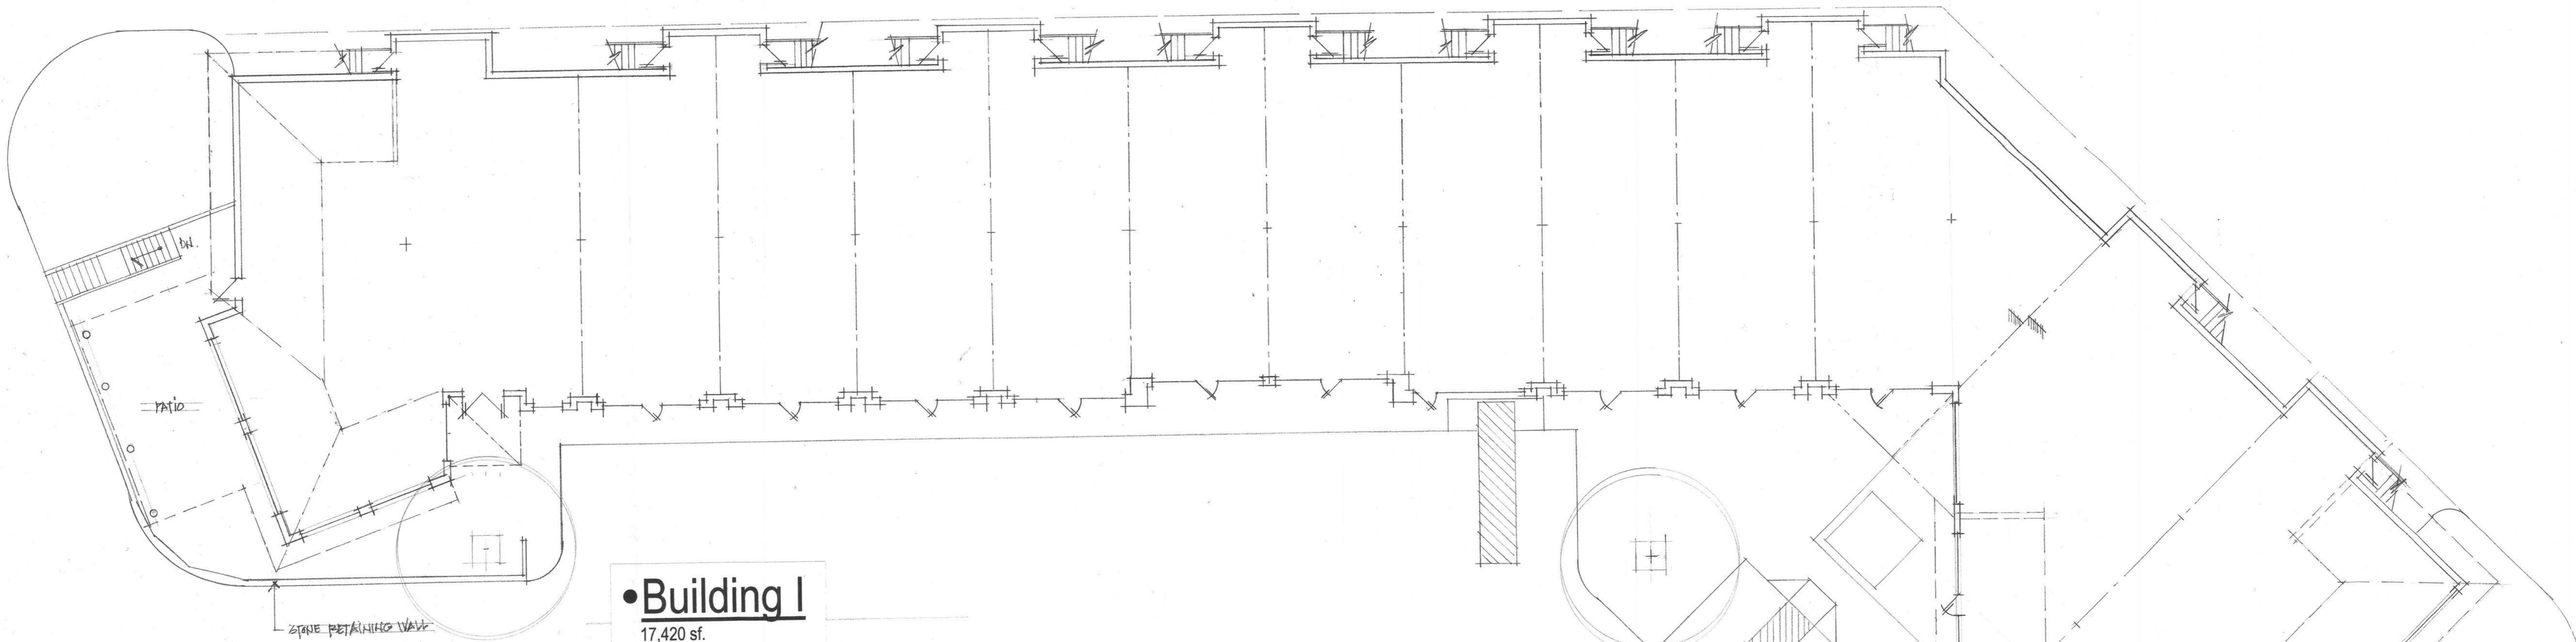 DN.
PATIO
STONE RETAINING WALL
•Building I
17,420 sf.